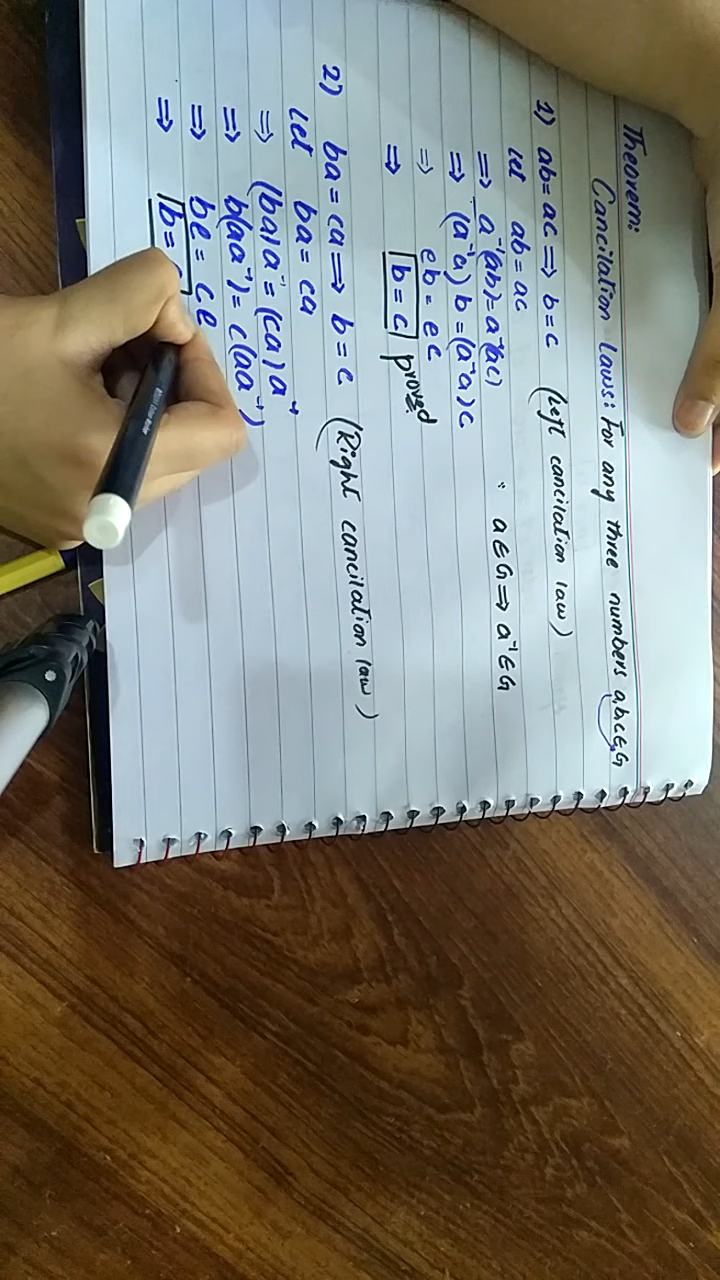 Theorem:
Cancilation Laws: For any three numbers a,b,c∈G
1) ab=ac ⟹ b=c (Left cancilation law)
Let ab=ac
⇒ a⁻¹(ab)=a⁻¹(ac) ∵ a∈G ⇒ a⁻¹∈G
⇒ (a⁻¹a)b=(a⁻¹a)c
⇒ eb=ec
⇒ b=c proved
2) ba=ca ⟹ b=c (Right cancilation law)
Let ba=ca
⇒ (ba)a⁻¹=(ca)a⁻¹
⇒ b(aa⁻¹)=c(aa⁻¹)
⇒ be=ce
⇒ b=